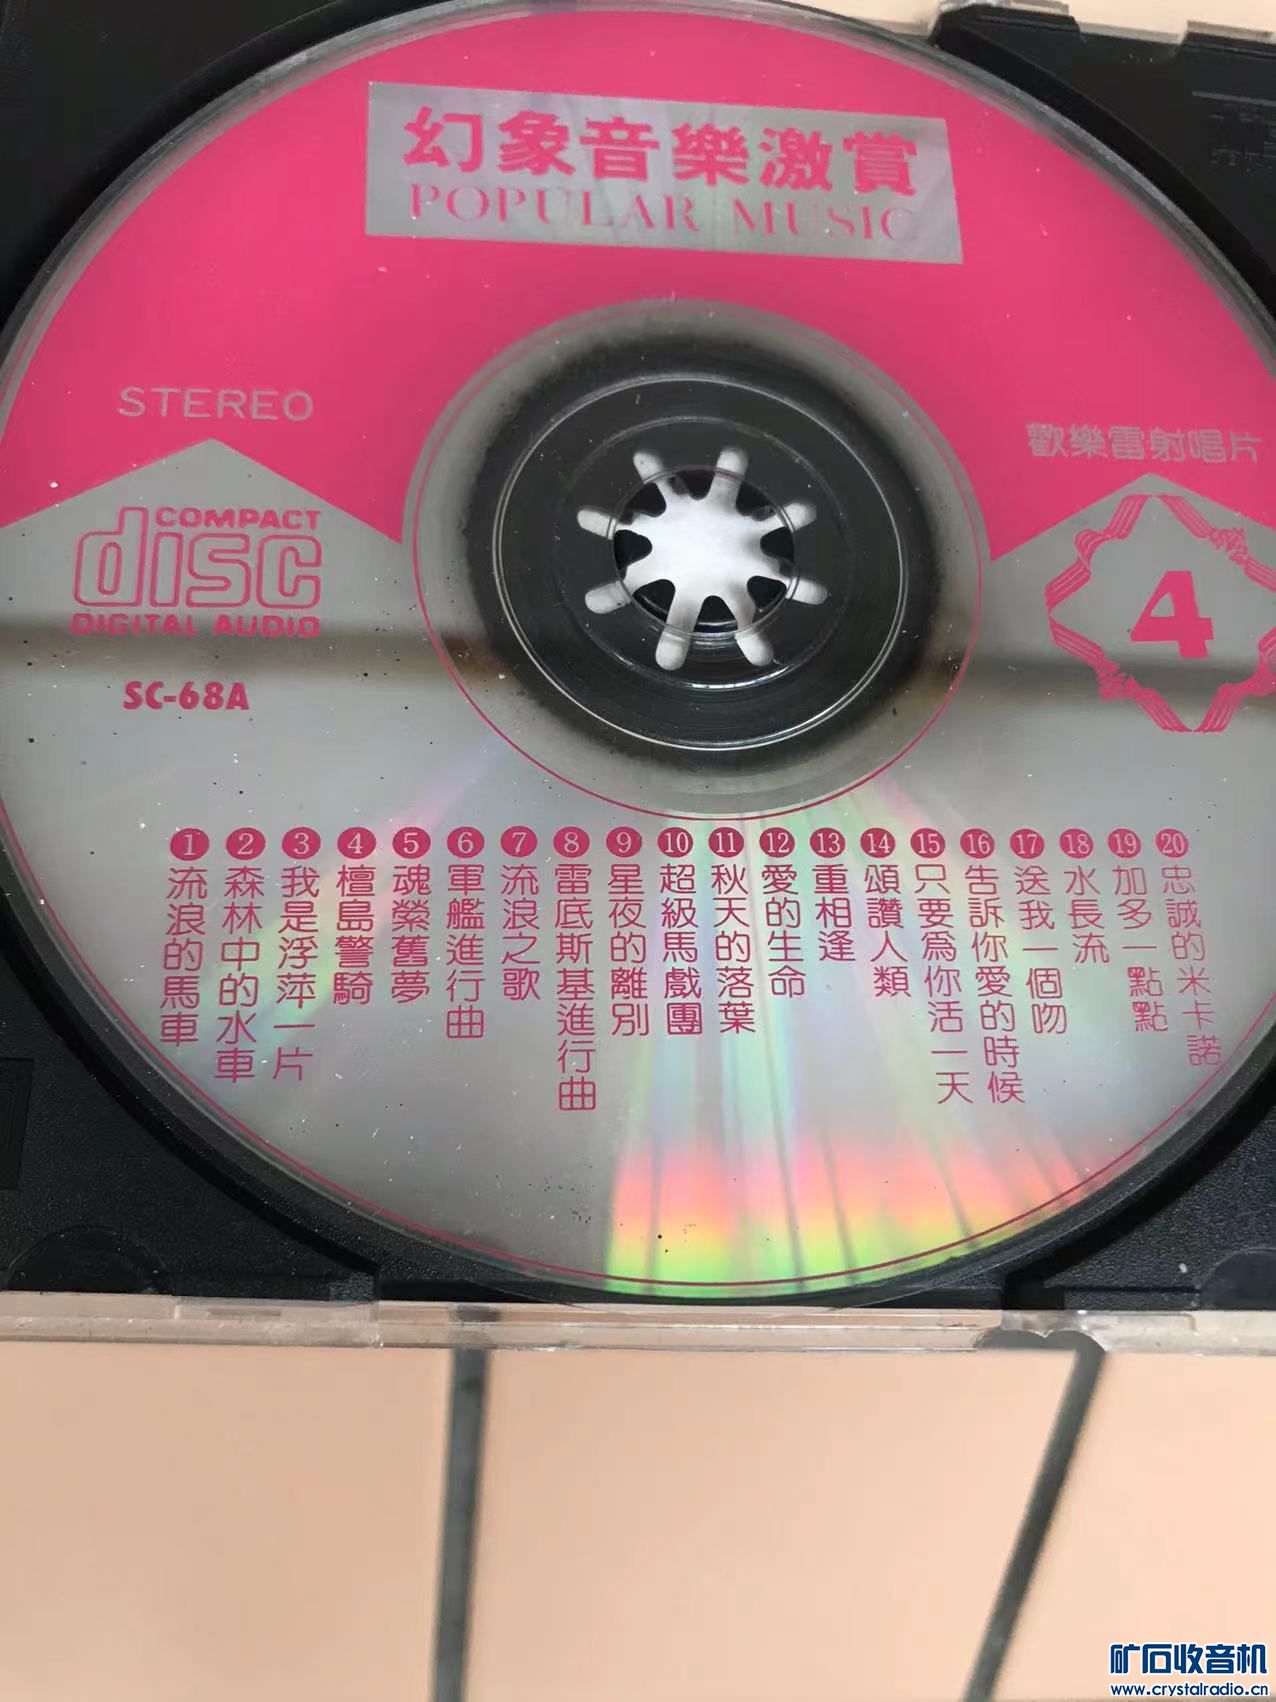 幻象音樂激賞
POPULAR MUSIC
STEREO
歡樂雷射唱片
COMPACT
disc
DIGITAL AUDIO
4
SC-68A
1 流浪的馬車
2 森林中的水車
3 我是浮萍一片
4 檀島警騎
5 魂縈舊夢
6 軍艦進行曲
7 流浪之歌
8 雷底斯基進行曲
9 星夜的離別
10 超級馬戲團
11 秋天的落葉
12 愛的生命
13 重相逢
14 頌讚人類
15 只要為你活一天
16 告訴你愛的時候
17 送我一個吻
18 水長流
19 加多一點點
20 忠誠的米卡諾
矿石收音机
www.crystalradio.cn